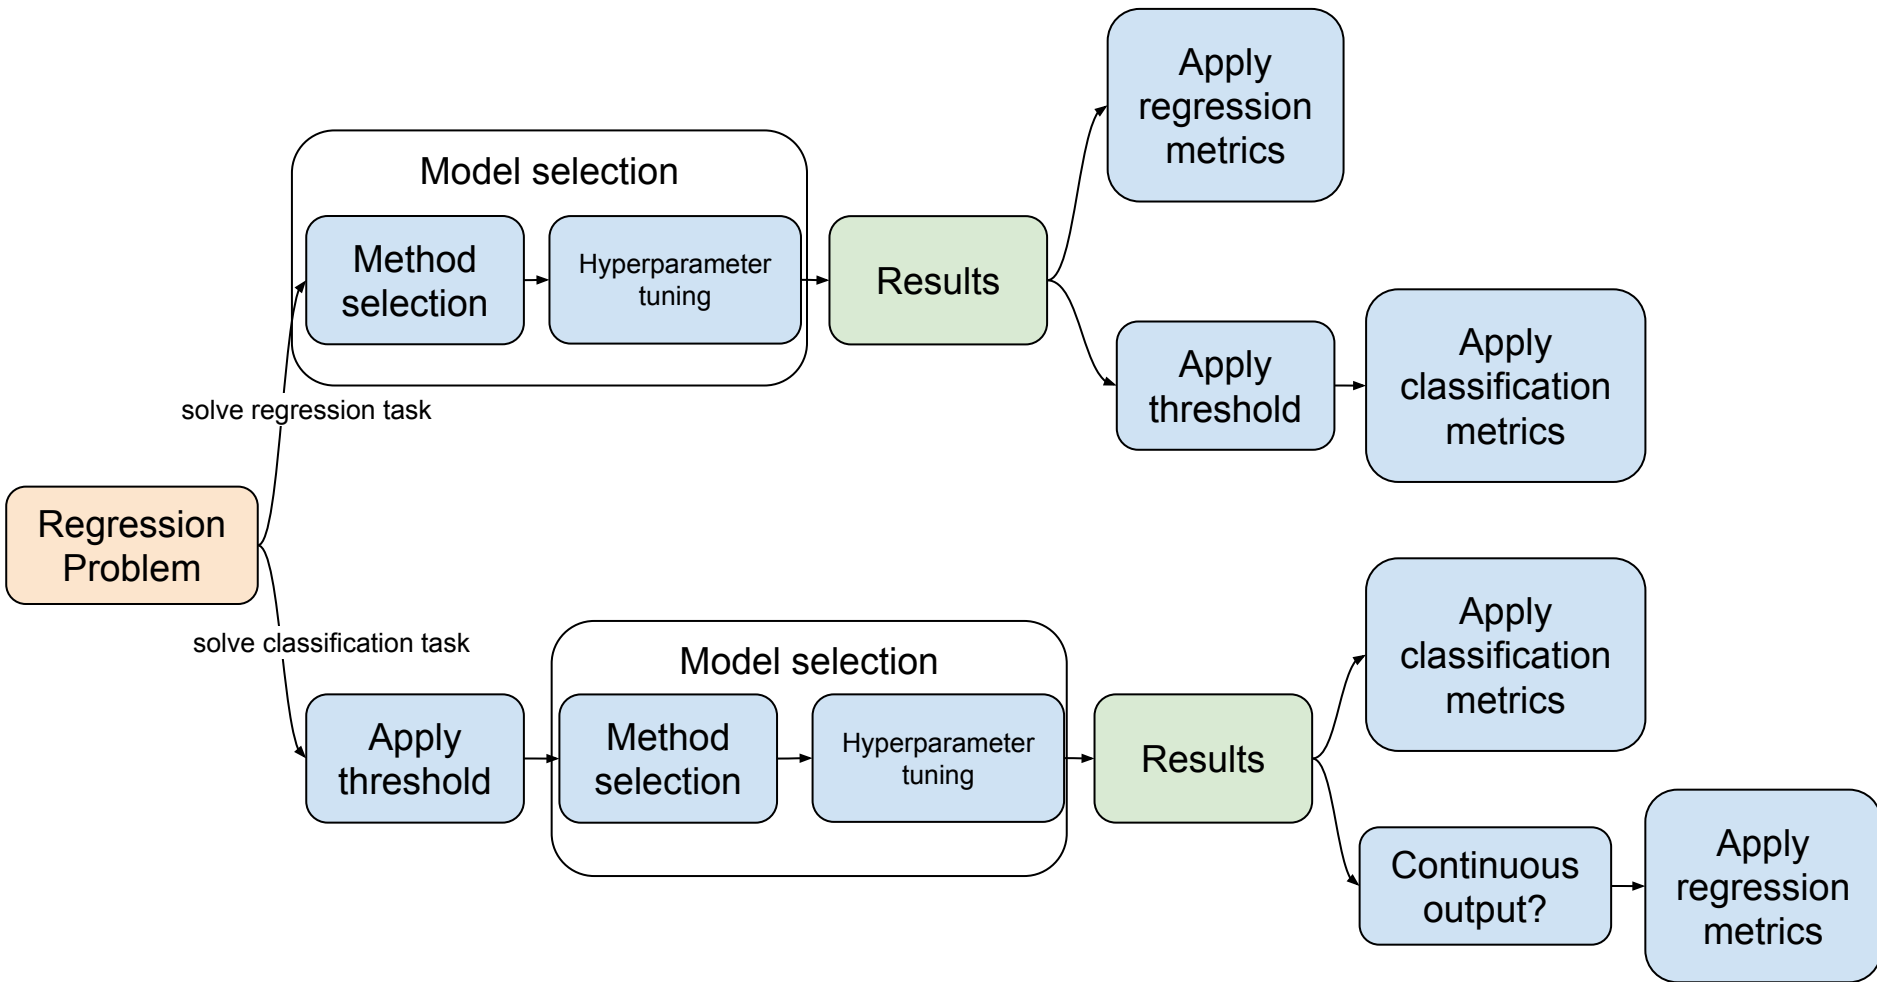 Regression
Problem
solve regression task
Model selection
Method
selection
Hyperparameter
tuning
Results
Apply
regression
metrics
Apply
threshold
Apply
classification
metrics
solve classification task
Apply
threshold
Model selection
Method
selection
Hyperparameter
tuning
Results
Apply
classification
metrics
Continuous
output?
Apply
regression
metrics